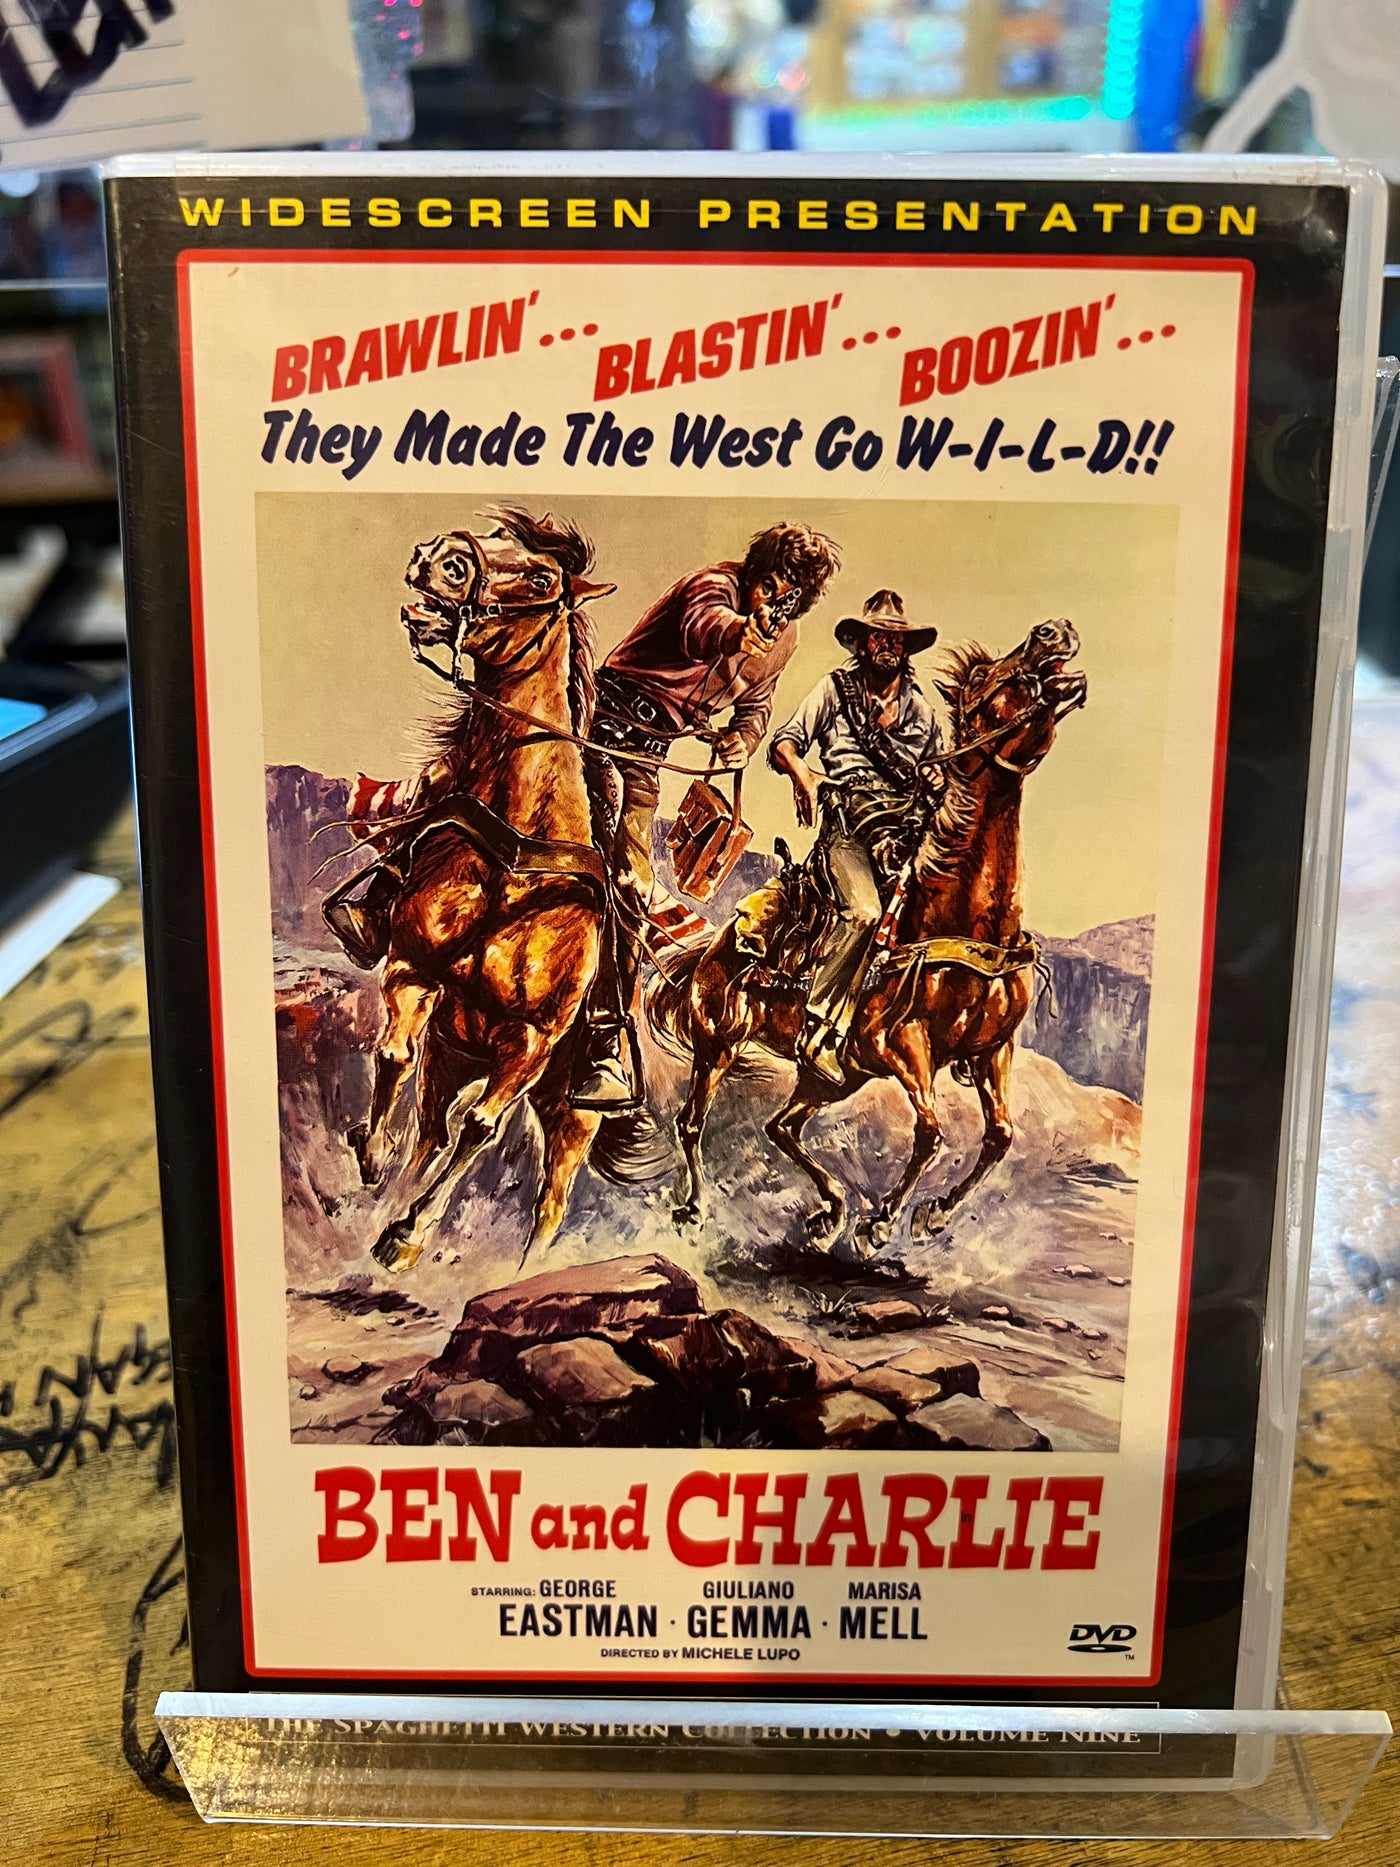 WIDESCREEN PRESENTATION
BRAWLIN'... BLASTIN'... BOOZIN'...
They Made The West Go W-I-L-D!!
BEN and CHARLIE
STARRING: GEORGE EASTMAN · GIULIANO GEMMA · MARISA MELL
DIRECTED BY MICHELE LUPO
DVD
TM
THE SPAGHETTI WESTERN COLLECTION • VOLUME NINE